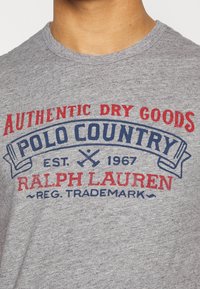 AUTHENTIC DRY GOODS
POLO COUNTRY
EST. 1967
RALPH LAUREN
~REG. TRADEMARK~